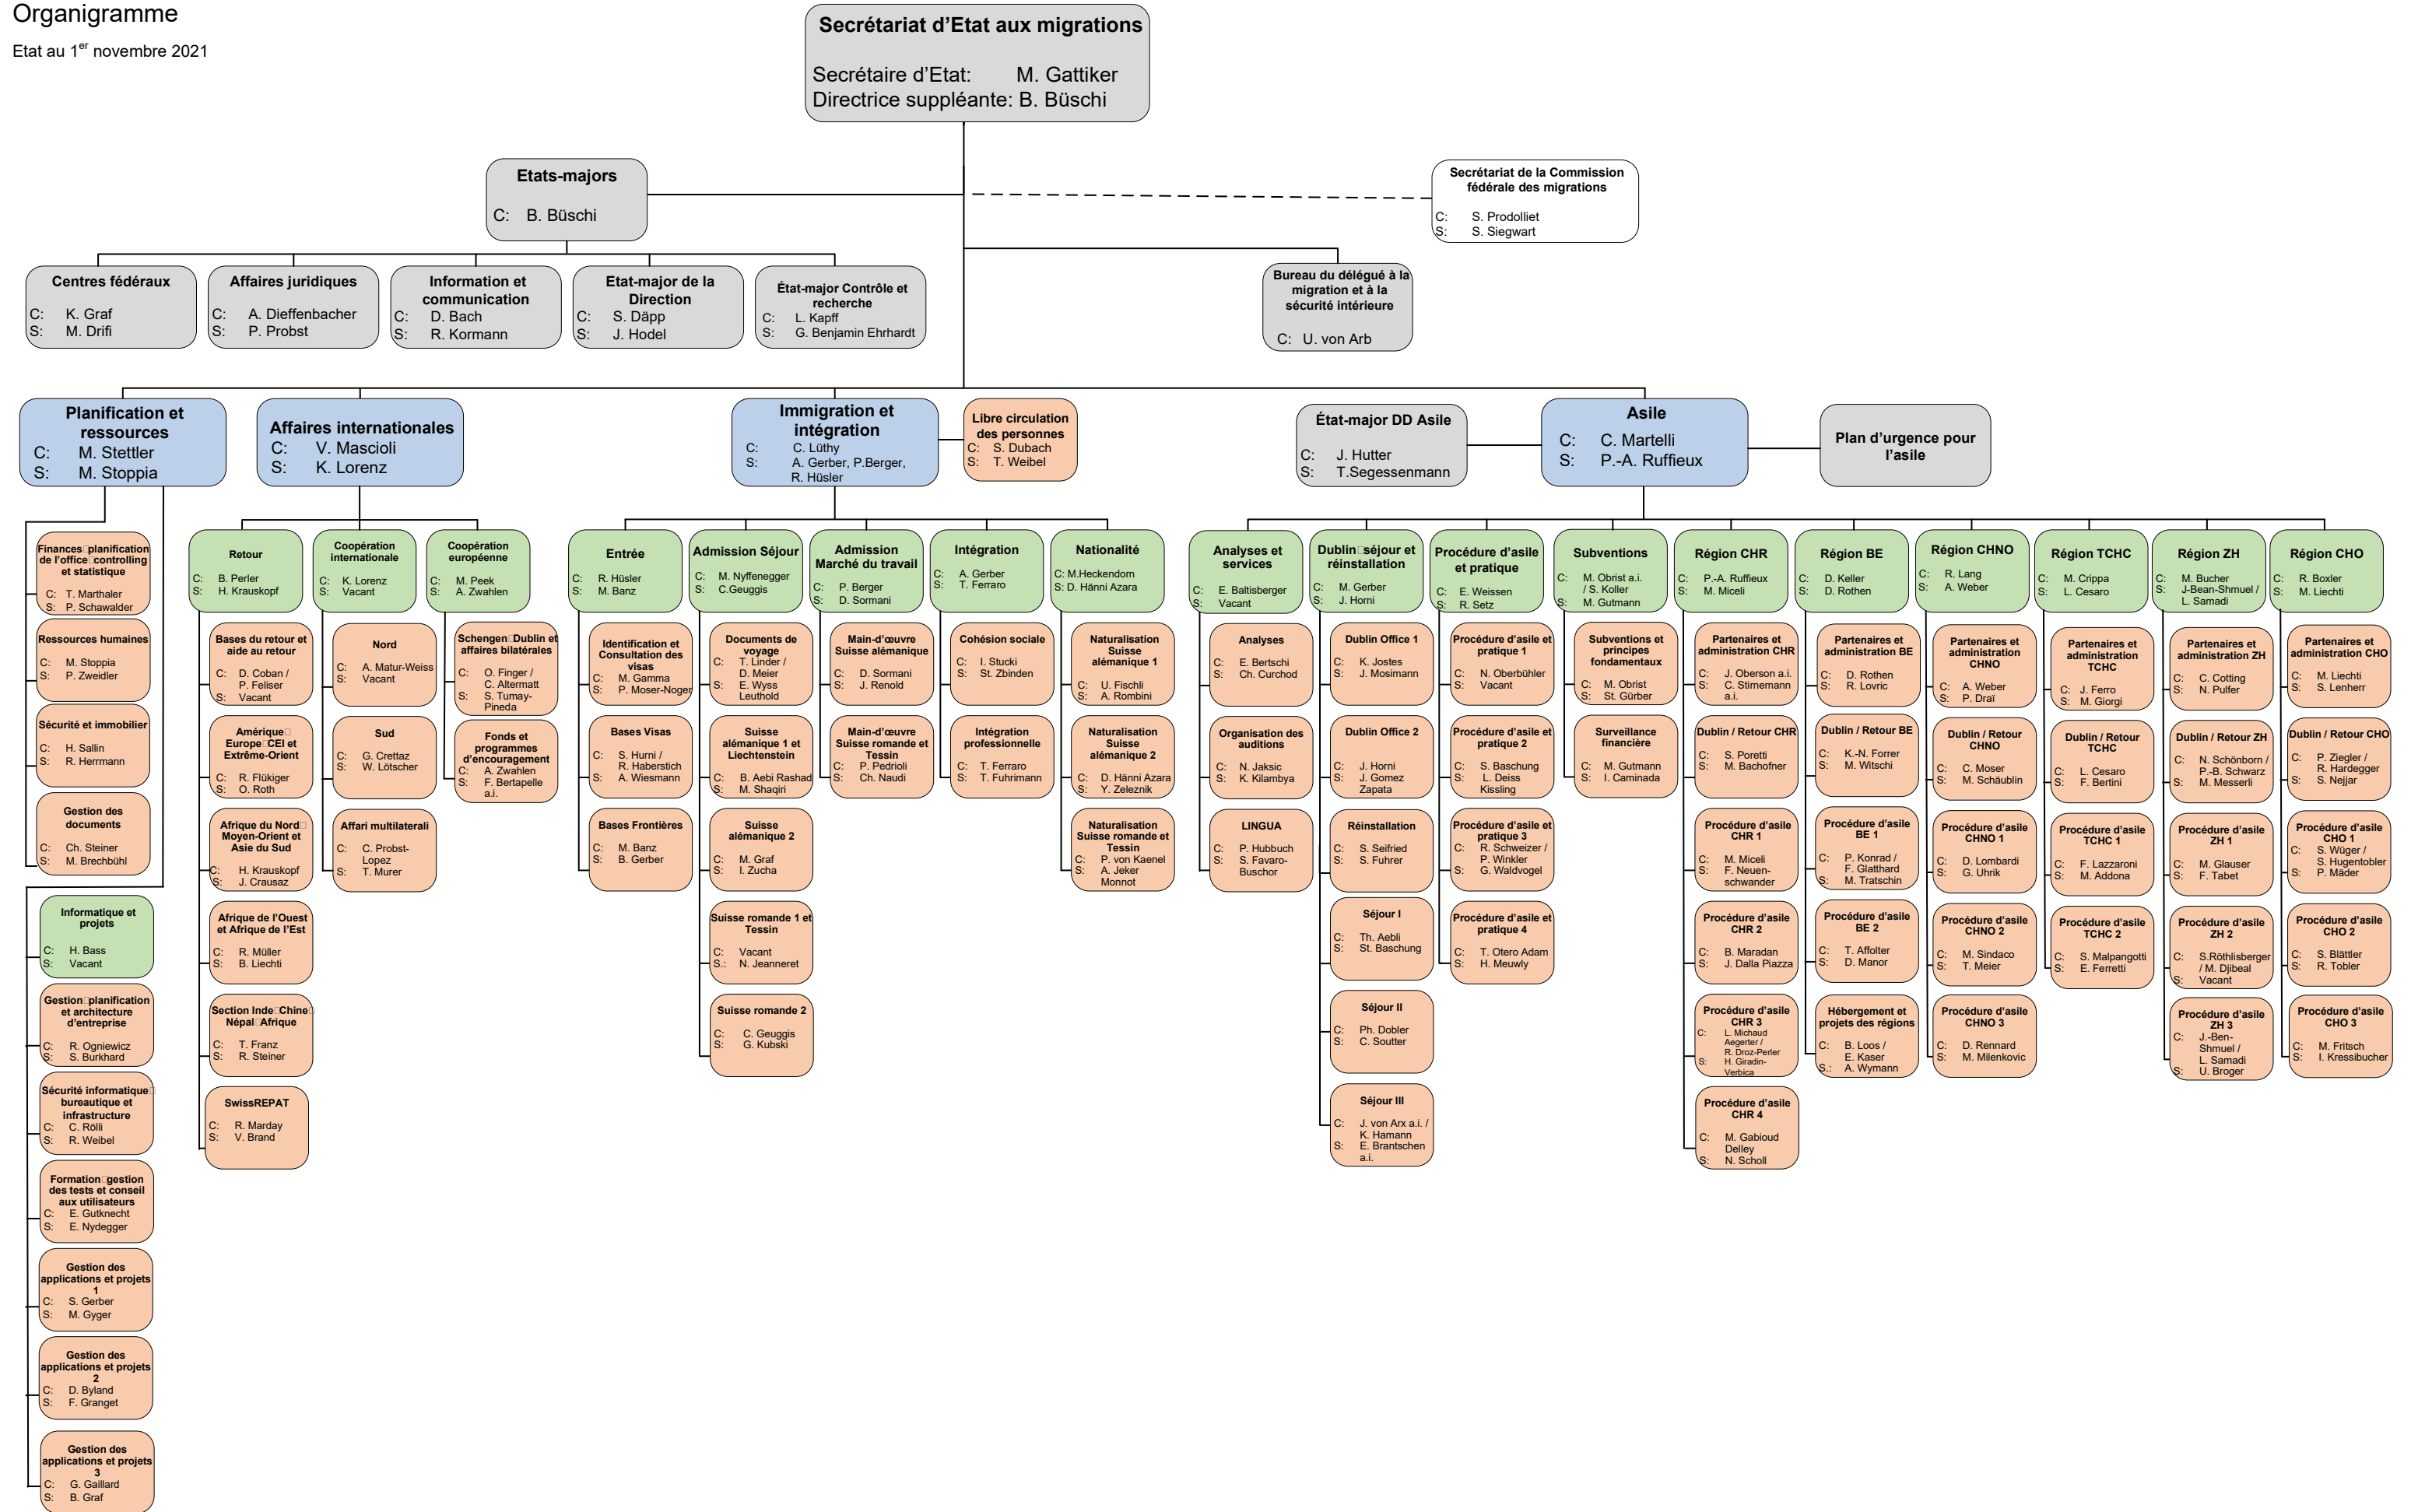 Organigramme
Etat au 1er novembre 2021
Secrétariat d’Etat aux migrations
Secrétaire d’Etat: M. Gattiker
Directrice suppléante: B. Büschi
Etats-majors
C: B. Büschi
Secrétariat de la Commission
fédérale des migrations
C: S. Prodolliet
S: S. Siegwart
Centres fédéraux
C: K. Graf
S: M. Drifi
Affaires juridiques
C: A. Dieffenbacher
S: P. Probst
Information et
communication
C: D. Bach
S: R. Kormann
Etat-major de la
Direction
C: S. Däpp
S: J. Hodel
État-major Contrôle et
recherche
C: L. Kapff
S: G. Benjamin Ehrhardt
Bureau du délégué à la
migration et à la
sécurité intérieure
C: U. von Arb
Planification et
ressources
C: M. Stettler
S: M. Stoppia
Affaires internationales
C: V. Mascioli
S: K. Lorenz
Immigration et
intégration
C: C. Lüthy
S: A. Gerber, P.Berger,
R. Hüsler
Libre circulation
des personnes
C: S. Dubach
S: T. Weibel
État-major DD Asile
C: J. Hutter
S: T.Segessenmann
Asile
C: C. Martelli
S: P.-A. Ruffieux
Plan d’urgence pour
l’asile
Finances planification
de l’office controlling
et statistique
C: T. Marthaler
S: P. Schawalder
Ressources humaines
C: M. Stoppia
S: P. Zweidler
Sécurité et immobilier
C: H. Sallin
S: R. Herrmann
Gestion des
documents
C: Ch. Steiner
S: M. Brechbühl
Informatique et
projets
C: H. Bass
S: Vacant
Gestion planification
et architecture
d’entreprise
C: R. Ogniewicz
S: S. Burkhard
Sécurité informatique
bureautique et
infrastructure
C: C. Rölli
S: R. Weibel
Formation gestion
des tests et conseil
aux utilisateurs
C: E. Gutknecht
S: E. Nydegger
Gestion des
applications et projets
1
C: S. Gerber
S: M. Gyger
Gestion des
applications et projets
2
C: D. Byland
S: F. Granget
Gestion des
applications et projets
3
C: G. Gaillard
S: B. Graf
Retour
C: B. Perler
S: H. Krauskopf
Bases du retour et
aide au retour
C: D. Coban /
P. Feliser
S: Vacant
Amérique
Europe CEI et
Extrême-Orient
C: R. Flükiger
S: O. Roth
Afrique du Nord
Moyen-Orient et
Asie du Sud
C: H. Krauskopf
S: J. Crausaz
Afrique de l’Ouest
et Afrique de l’Est
C: R. Müller
S: B. Liechti
Section Inde Chine
Népal Afrique
C: T. Franz
S: R. Steiner
SwissREPAT
C: R. Marday
S: V. Brand
Coopération
internationale
C: K. Lorenz
S: Vacant
Nord
C: A. Matur-Weiss
S: Vacant
Sud
C: G. Crettaz
S: W. Lötscher
Affari multilaterali
C: C. Probst-
Lopez
S: T. Murer
Coopération
européenne
C: M. Peek
S: A. Zwahlen
Schengen Dublin et
affaires bilatérales
C: O. Finger /
C. Altermatt
S: S. Tumay-
Pineda
Fonds et
programmes
d’encouragement
C: A. Zwahlen
S: F. Bertapelle
a.i.
Entrée
C: R. Hüsler
S: M. Banz
Identification et
Consultation des
visas
C: M. Gamma
S: P. Moser-Noger
Bases Visas
C: S. Hurni /
R. Haberstich
S: A. Wiesmann
Bases Frontières
C: M. Banz
S: B. Gerber
Admission Séjour
C: M. Nyffenegger
S: C.Geuggis
Documents de
voyage
C: T. Linder /
D. Meier
S: E. Wyss
Leuthold
Suisse
alémanique 1 et
Liechtenstein
C: B. Aebi Rashad
S: M. Shaqiri
Suisse
alémanique 2
C: M. Graf
S: I. Zucha
Suisse romande 1 et
Tessin
C: Vacant
S.: N. Jeanneret
Suisse romande 2
C: C. Geuggis
S: G. Kubski
Admission
Marché du travail
C: P. Berger
S: D. Sormani
Main-d’œuvre
Suisse alémanique
C: D. Sormani
S: J. Renold
Main-d’œuvre
Suisse romande et
Tessin
C: P. Pedrioli
S: Ch. Naudi
Intégration
C: A. Gerber
S: T. Ferraro
Cohésion sociale
C: I. Stucki
S: St. Zbinden
Intégration
professionnelle
C: T. Ferraro
S: T. Fuhrimann
Nationalité
C: M.Heckendorn
S: D. Hänni Azara
Naturalisation
Suisse
alémanique 1
C: U. Fischli
S: A. Rombini
Naturalisation
Suisse
alémanique 2
C: D. Hänni Azara
S: Y. Zeleznik
Naturalisation
Suisse romande et
Tessin
C: P. von Kaenel
S: A. Jeker
Monnot
Analyses et
services
C: E. Baltisberger
S: Vacant
Analyses
C: E. Bertschi
S: Ch. Curchod
Organisation des
auditions
C: N. Jaksic
S: K. Kilambya
LINGUA
C: P. Hubbuch
S: S. Favaro-
Buschor
Dublin séjour et
réinstallation
C: M. Gerber
S: J. Horni
Dublin Office 1
C: K. Jostes
S: J. Mosimann
Dublin Office 2
C: J. Horni
S: J. Gomez
Zapata
Réinstallation
C: S. Seifried
S: S. Fuhrer
Séjour I
C: Th. Aebli
S: St. Baschung
Séjour II
C: Ph. Dobler
S: C. Soutter
Séjour III
C: J. von Arx a.i. /
K. Hamann
S: E. Brantschen
a.i.
Procédure d’asile
et pratique
C: E. Weissen
S: R. Setz
Procédure d’asile et
pratique 1
C: N. Oberbühler
S: Vacant
Procédure d’asile et
pratique 2
C: S. Baschung
S: L. Deiss
Kissling
Procédure d’asile et
pratique 3
C: R. Schweizer /
P. Winkler
S: G. Waldvogel
Procédure d’asile et
pratique 4
C: T. Otero Adam
S: H. Meuwly
Subventions
C: M. Obrist a.i.
/ S. Koller
S: M. Gutmann
Subventions et
principes
fondamentaux
C: M. Obrist
S: St. Gürber
Surveillance
financière
C: M. Gutmann
S: I. Caminada
Région CHR
C: P.-A. Ruffieux
S: M. Miceli
Partenaires et
administration CHR
C: J. Oberson a.i.
S: C. Stirnemann
a.i.
Dublin / Retour CHR
C: S. Poretti
S: M. Bachofner
Procédure d’asile
CHR 1
C: M. Miceli
S: F. Neuen-
schwander
Procédure d’asile
CHR 2
C: B. Maradan
S: J. Dalla Piazza
Procédure d’asile
CHR 3
C: L. Michaud
Aegerter /
R. Droz-Perler
S: H. Giradin-
Verbica
Procédure d’asile
CHR 4
C: M. Gabioud
Delley
S: N. Scholl
Région BE
C: D. Keller
S: D. Rothen
Partenaires et
administration BE
C: D. Rothen
S: R. Lovric
Dublin / Retour BE
C: K.-N. Forrer
S: M. Witschi
Procédure d’asile
BE 1
C: P. Konrad /
F. Glatthard
S: M. Tratschin
Procédure d’asile
BE 2
C: T. Affolter
S: D. Manor
Hébergement et
projets des régions
C: B. Loos /
E. Kaser
S.: A. Wymann
Région CHNO
C: R. Lang
S: A. Weber
Partenaires et
administration
CHNO
C: A. Weber
S: P. Draï
Dublin / Retour
CHNO
C: C. Moser
S: M. Schäublin
Procédure d’asile
CHNO 1
C: D. Lombardi
S: G. Uhrik
Procédure d’asile
CHNO 2
C: M. Sindaco
S: T. Meier
Procédure d’asile
CHNO 3
C: D. Rennard
S: M. Milenkovic
Région TCHC
C: M. Crippa
S: L. Cesaro
Partenaires et
administration
TCHC
C: J. Ferro
S: M. Giorgi
Dublin / Retour
TCHC
C: L. Cesaro
S: F. Bertini
Procédure d’asile
TCHC 1
C: F. Lazzaroni
S: M. Addona
Procédure d’asile
TCHC 2
C: S. Malpangotti
S: E. Ferretti
Région ZH
C: M. Bucher
S: J-Bean-Shmuel /
L. Samadi
Partenaires et
administration ZH
C: C. Cotting
S: N. Pulfer
Dublin / Retour ZH
C: N. Schönborn /
P.-B. Schwarz
S: M. Messerli
Procédure d’asile
ZH 1
C: M. Glauser
S: F. Tabet
Procédure d’asile
ZH 2
C: S.Röthlisberger
/ M. Djibeal
S: Vacant
Procédure d’asile
ZH 3
C: J.-Ben-
Shmuel /
L. Samadi
S: U. Broger
Région CHO
C: R. Boxler
S: M. Liechti
Partenaires et
administration CHO
C: M. Liechti
S: S. Lenherr
Dublin / Retour CHO
C: P. Ziegler /
R. Hardegger
S: S. Nejjar
Procédure d’asile
CHO 1
C: S. Wüger /
S. Hugentobler
S: P. Mäder
Procédure d’asile
CHO 2
C: S. Blättler
S: R. Tobler
Procédure d’asile
CHO 3
C: M. Fritsch
S: I. Kressibucher